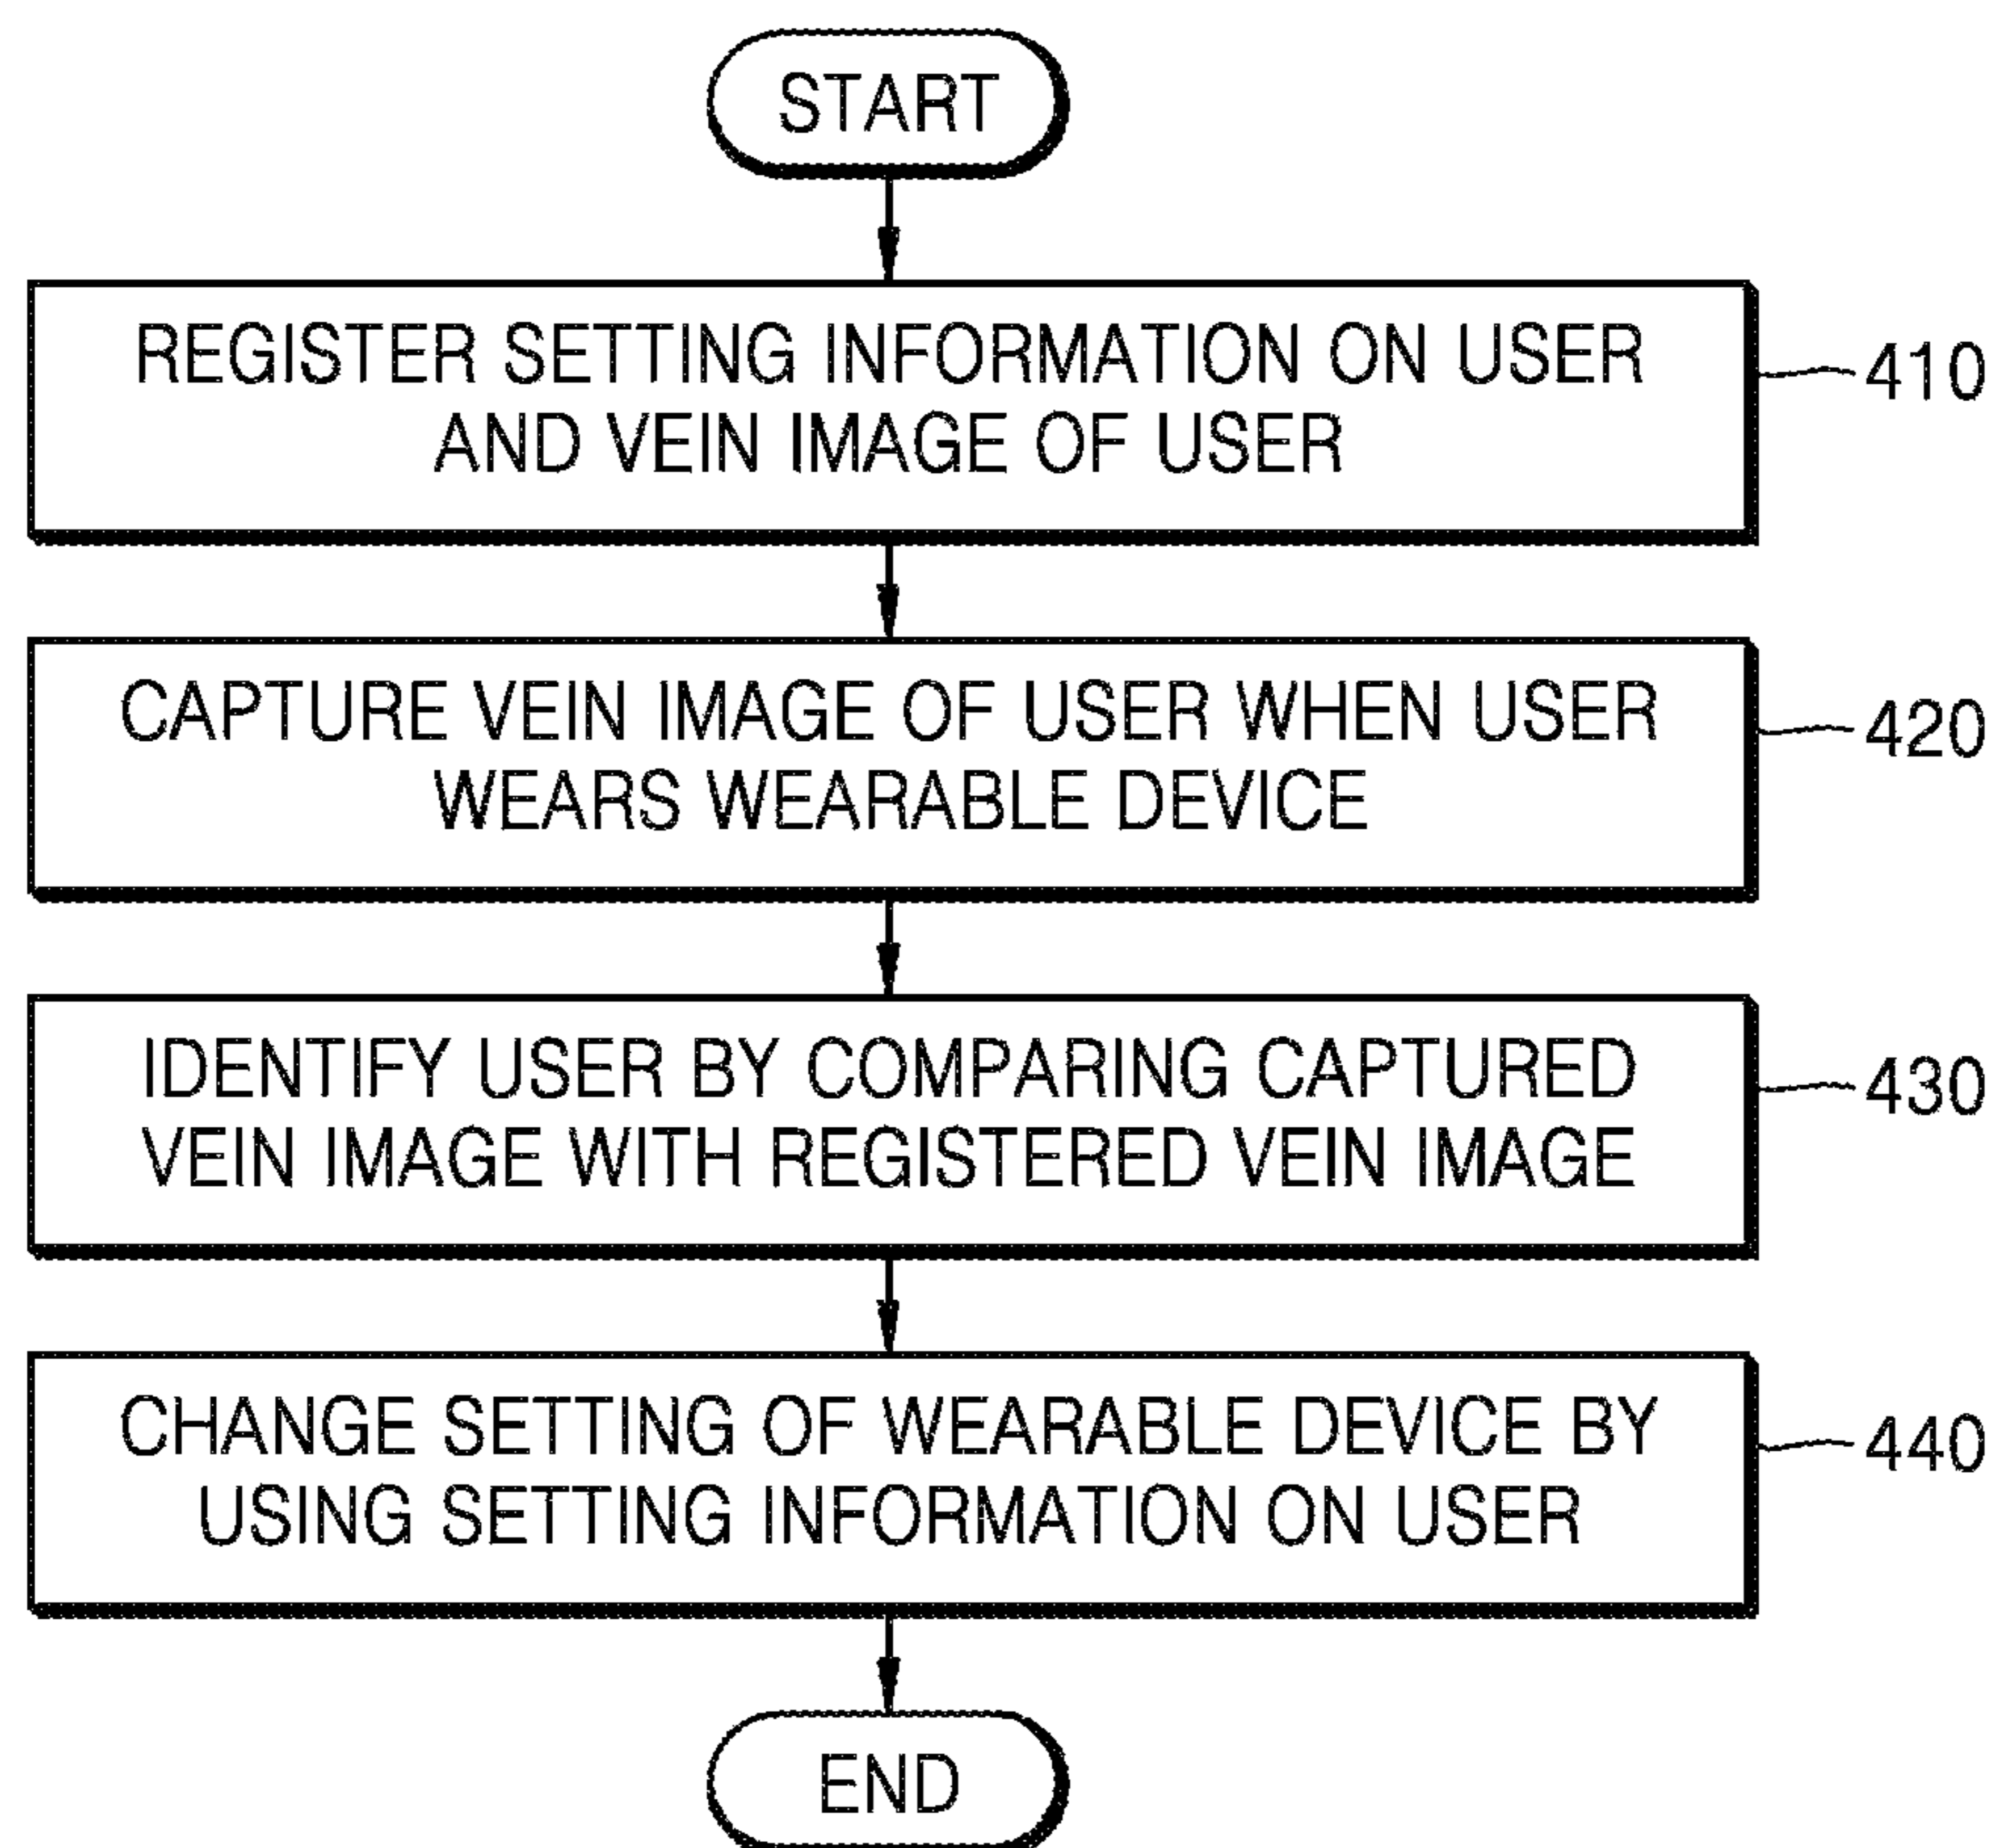 START
REGISTER SETTING INFORMATION ON USER
AND VEIN IMAGE OF USER
410
CAPTURE VEIN IMAGE OF USER WHEN USER
WEARS WEARABLE DEVICE
420
IDENTIFY USER BY COMPARING CAPTURED
VEIN IMAGE WITH REGISTERED VEIN IMAGE
430
CHANGE SETTING OF WEARABLE DEVICE BY
USING SETTING INFORMATION ON USER
440
END